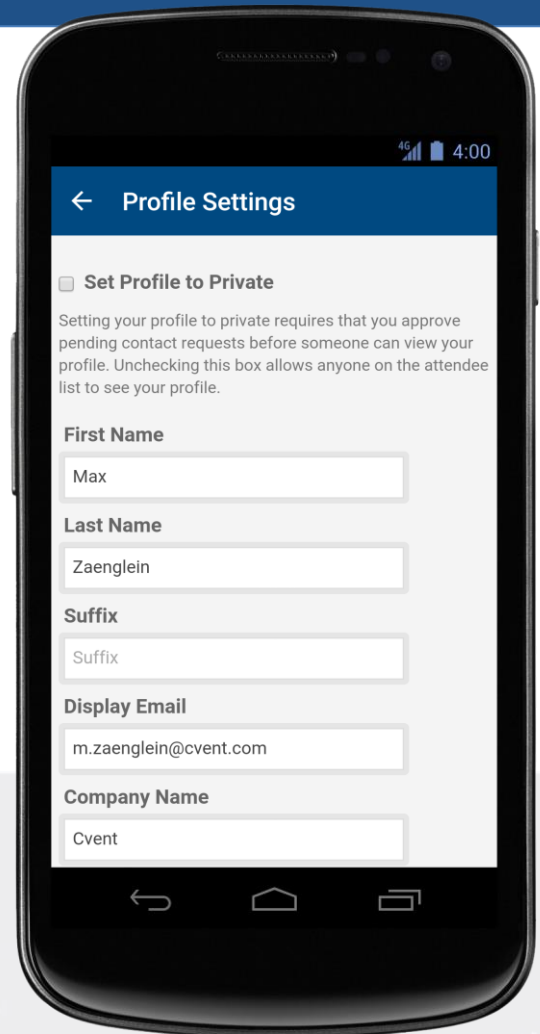 4G 4:00
Profile Settings
Set Profile to Private
Setting your profile to private requires that you approve
pending contact requests before someone can view your
profile. Unchecking this box allows anyone on the attendee
list to see your profile.
First Name
Max
Last Name
Zaenglein
Suffix
Suffix
Display Email
m.zaenglein@cvent.com
Company Name
Cvent